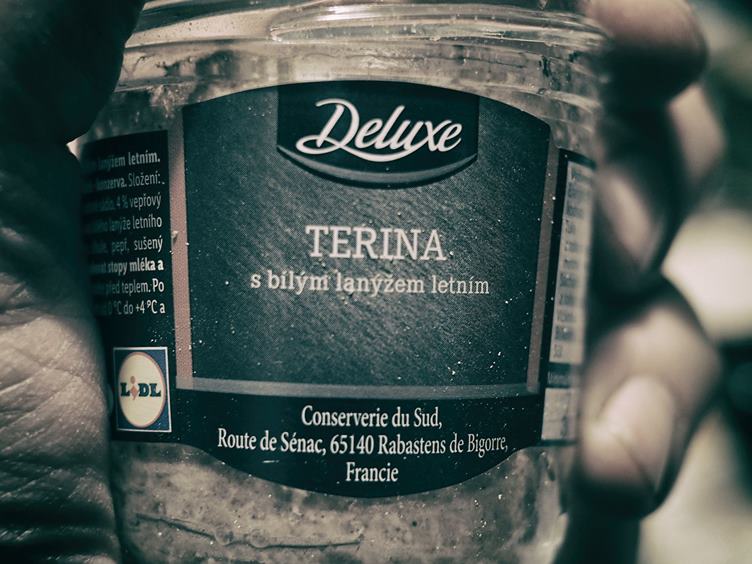 Deluxe
TERINA
s bílým lanýžem letním
Conserverie du Sud,
Route de Sénac, 65140 Rabastens de Bigorre,
Francie
lanýžem letním.
konzerva. Složení:
4 % vepřový
lanýže letního
pepř, sušený
stopy mléka a
před teplem. Po
0 °C do +4 °C a
LIDL